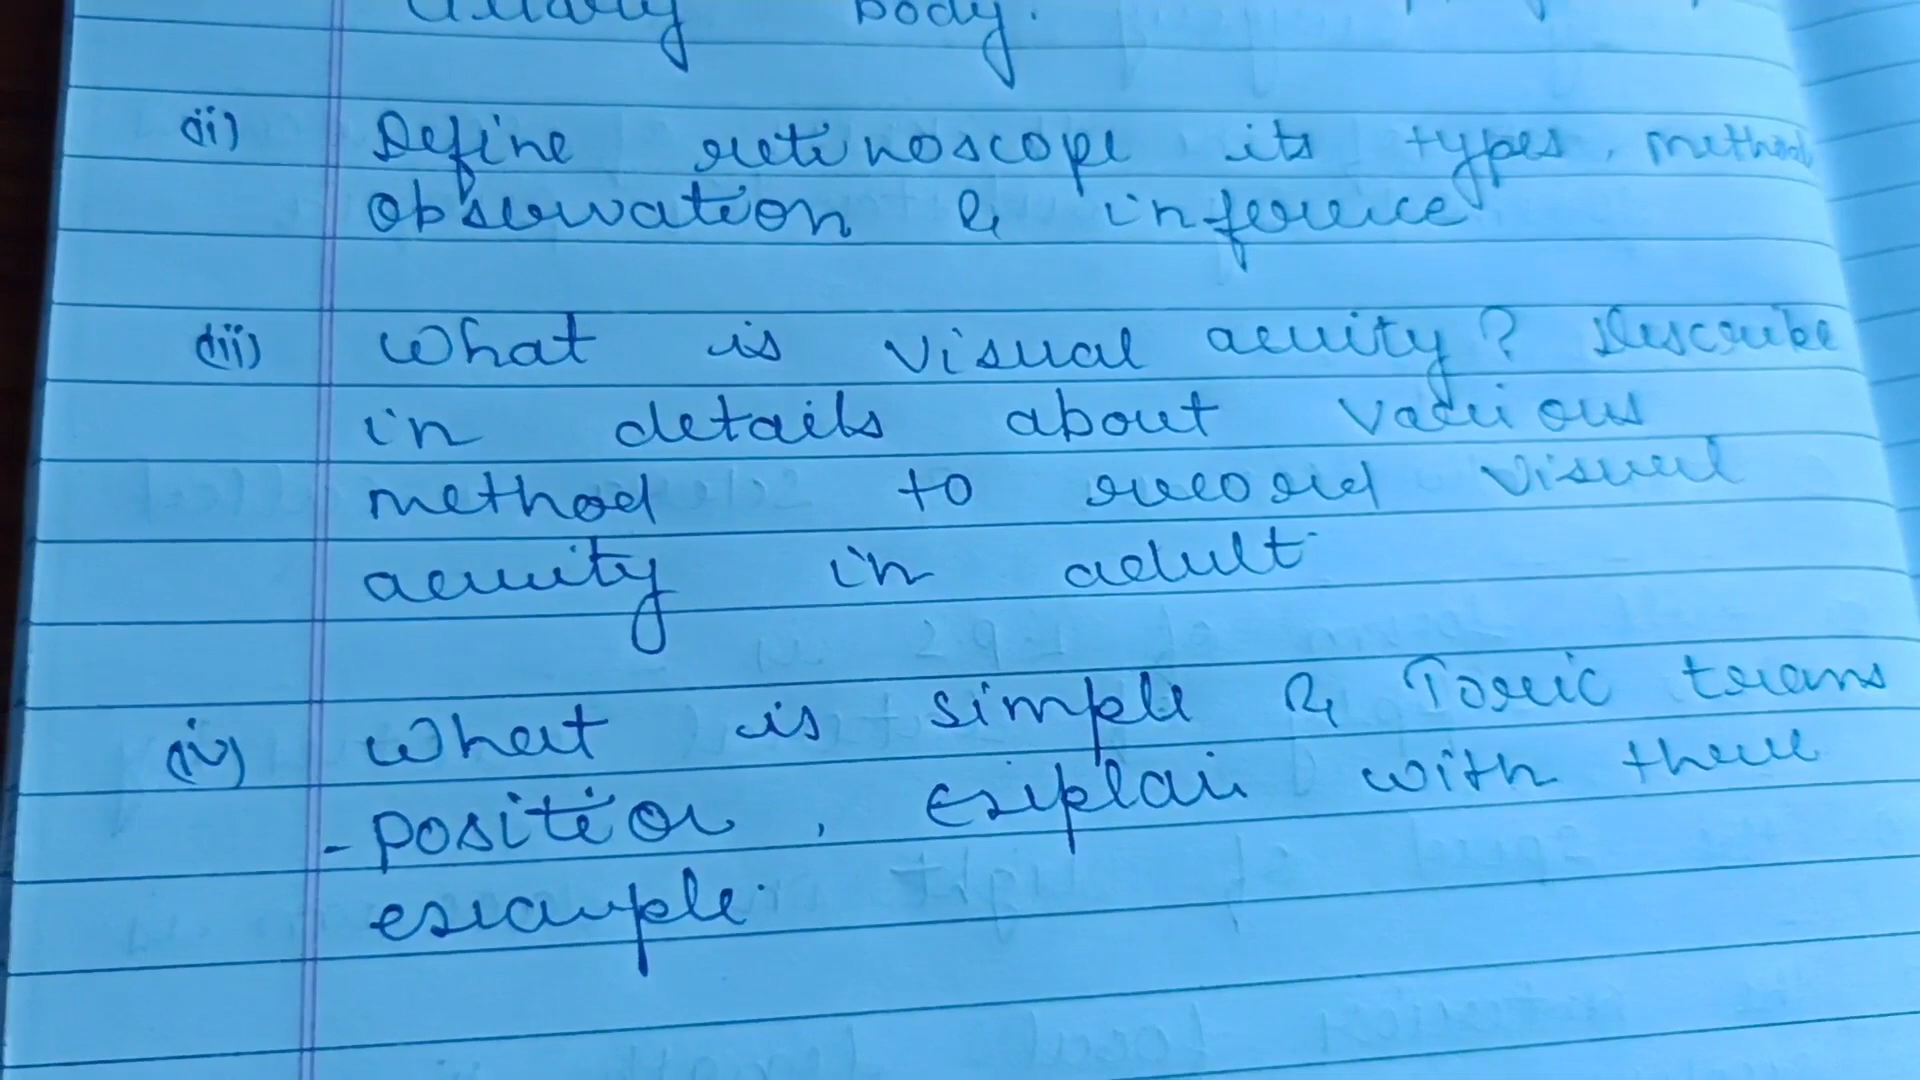 body.
(ii) Define retinoscope its types, method
observation & inference
(iii) What is visual acuity? Describe
in details about various
method to record visual
acuity in adult
(iv) What is simple & Toric trans
-position, explain with there
example.